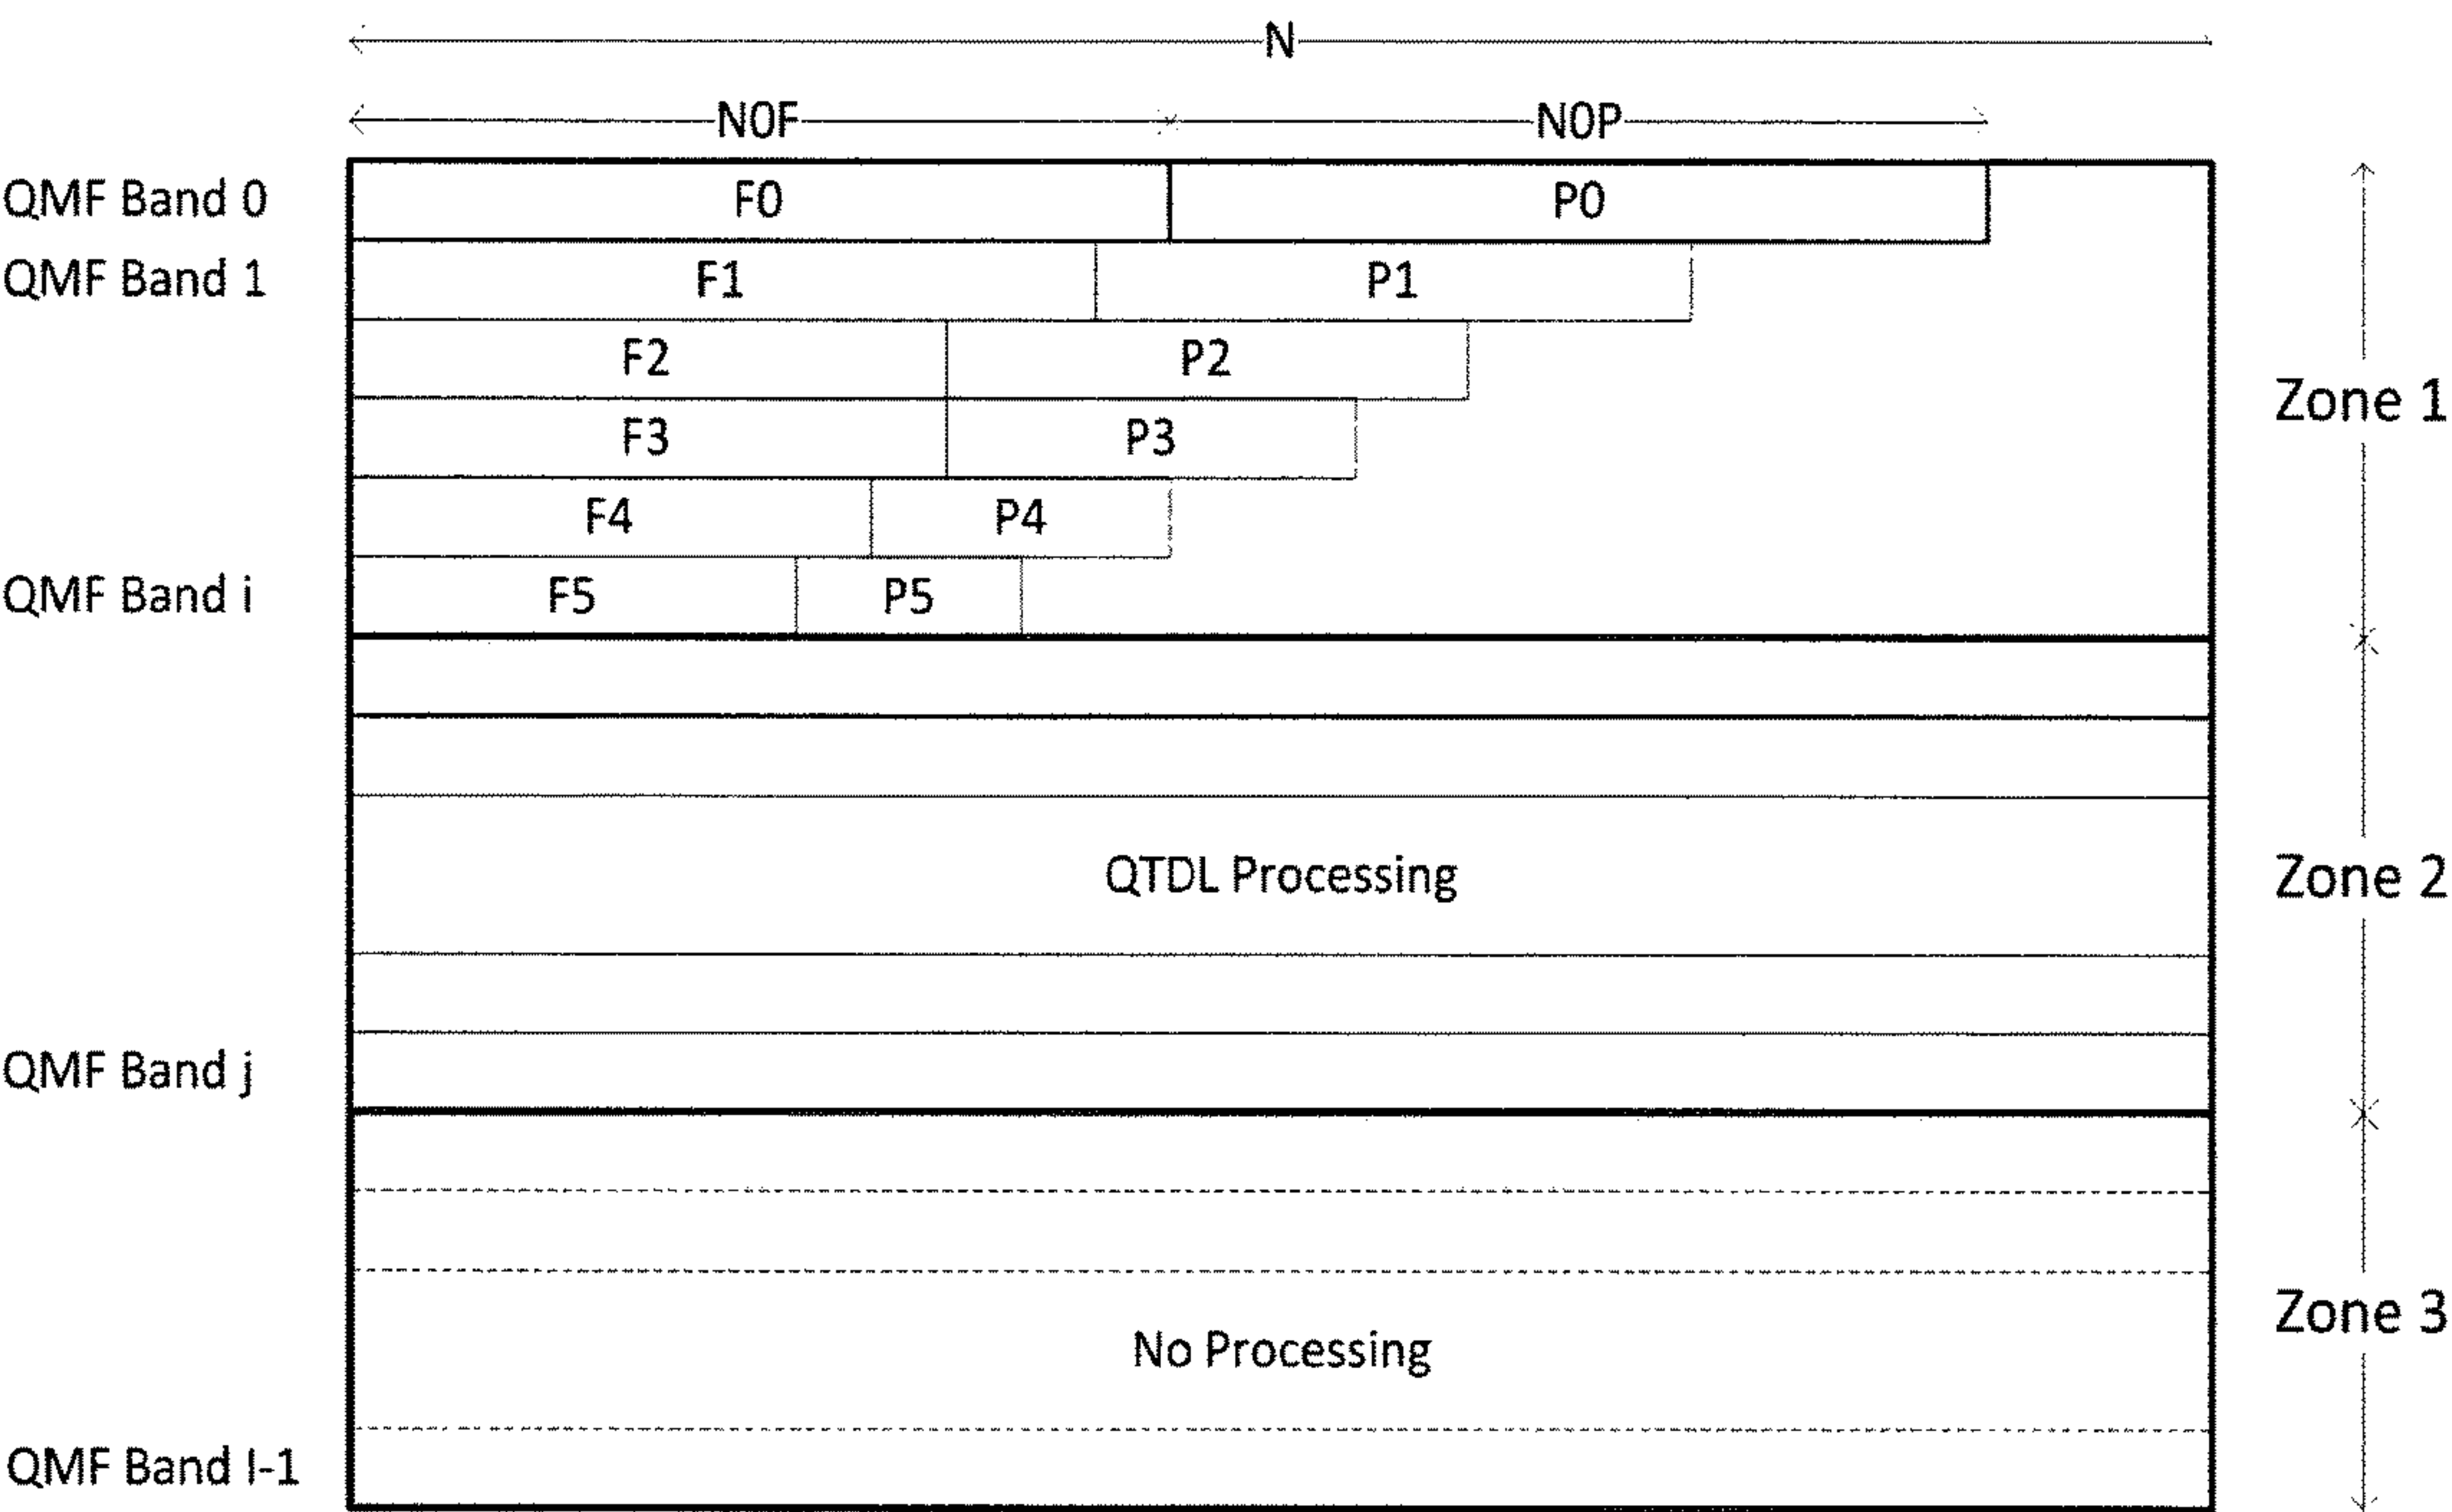 N
N0F N0P
QMF Band 0 F0 P0
QMF Band 1 F1 P1
F2 P2
F3 P3
Zone 1
F4 P4
QMF Band i F5 P5
QTDL Processing Zone 2
QMF Band j
Zone 3
No Processing
QMF Band I-1